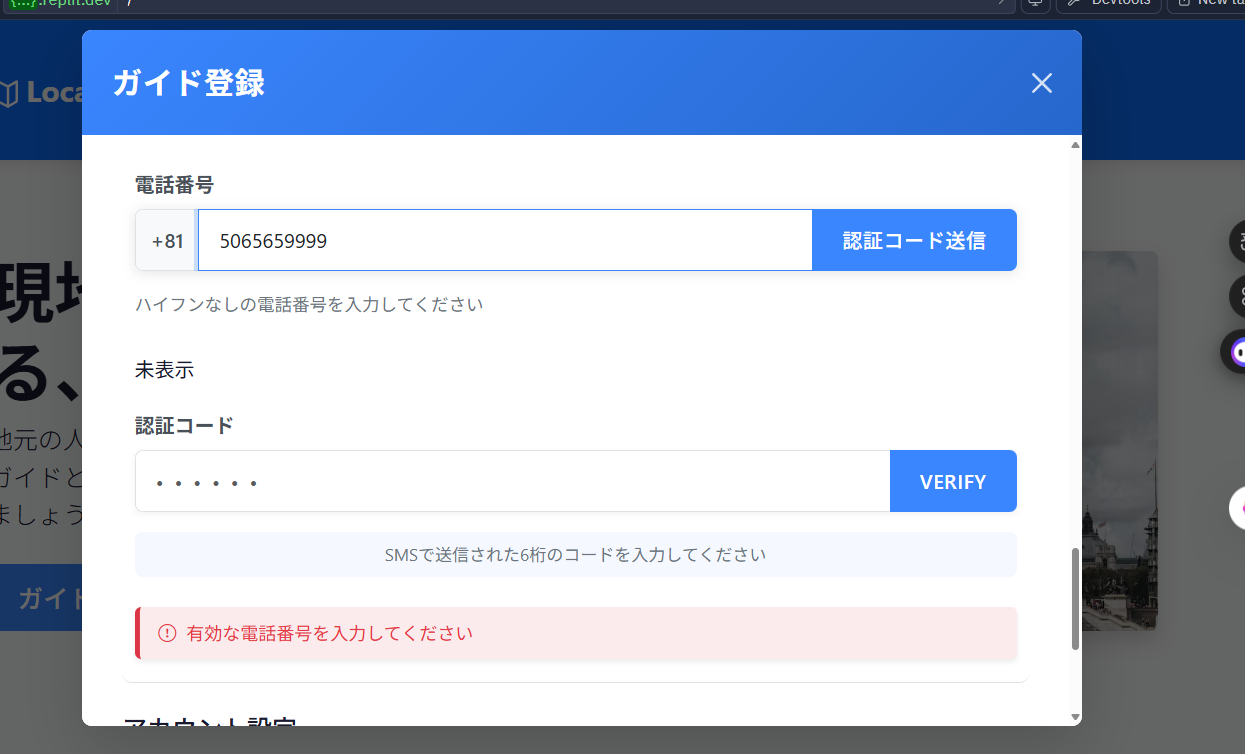 {...}.replit.dev /
Devtools
ガイド登録
電話番号
+81 5065659999 認証コード送信
ハイフンなしの電話番号を入力してください
未表示
認証コード
VERIFY
SMSで送信された6桁のコードを入力してください
有効な電話番号を入力してください
アカウント設定
Loca
現地
る、
地元の人
ガイドと
ましょう
ガイド